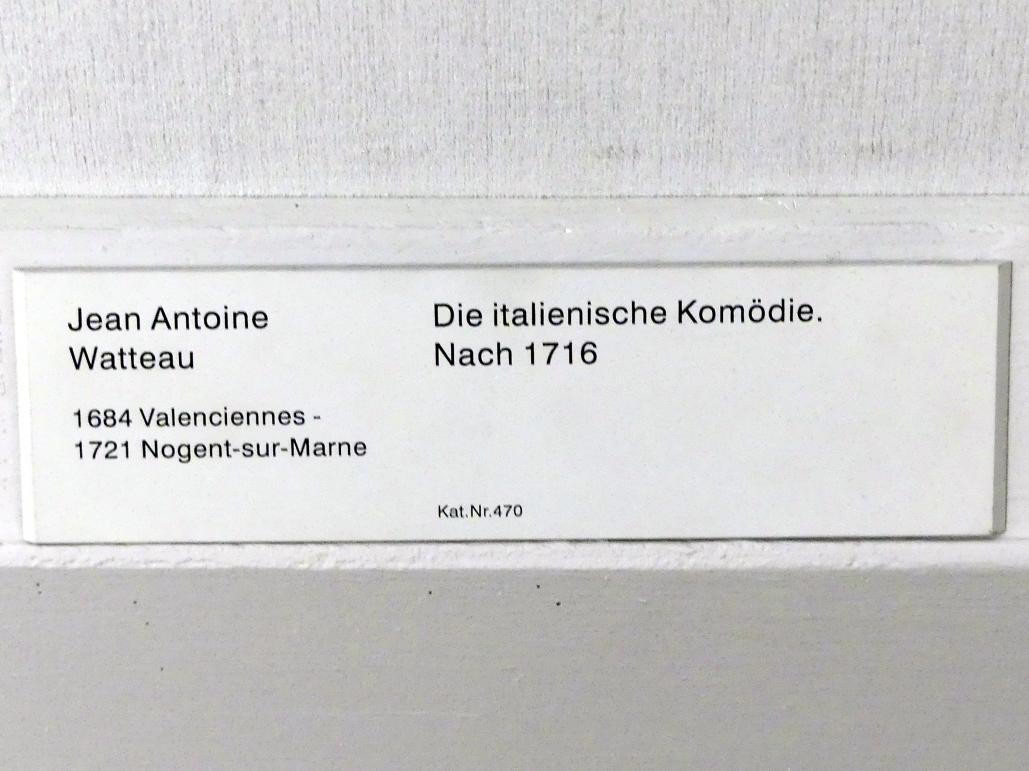 Jean Antoine
Watteau
1684 Valenciennes -
1721 Nogent-sur-Marne
Die italienische Komödie.
Nach 1716
Kat.Nr.470